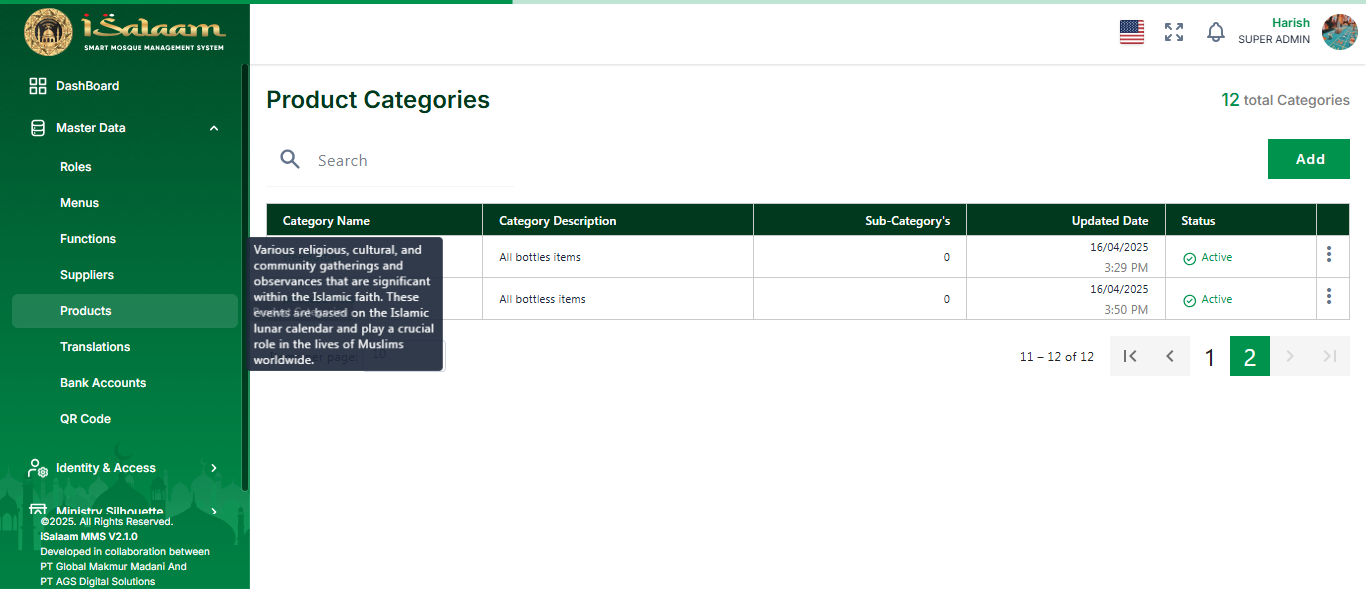 iSalaam
SMART MOSQUE MANAGEMENT SYSTEM
DashBoard
Master Data
Roles
Menus
Functions
Suppliers
Products
Translations
Bank Accounts
QR Code
Identity & Access
Ministry Silhouette
©2025. All Rights Reserved.
iSalaam MMS V2.1.0
Developed in collaboration between
PT Global Makmur Madani And
PT AGS Digital Solutions
Harish
SUPER ADMIN
Product Categories
12 total Categories
Search
Add
Category Name Category Description Sub-Category's Updated Date Status
All bottles items 0 16/04/2025 3:29 PM Active
All bottless items 0 16/04/2025 3:50 PM Active
Various religious, cultural, and
community gatherings and
observances that are significant
within the Islamic faith. These
events are based on the Islamic
lunar calendar and play a crucial
role in the lives of Muslims
worldwide.
per page: 10
11 – 12 of 12 1 2